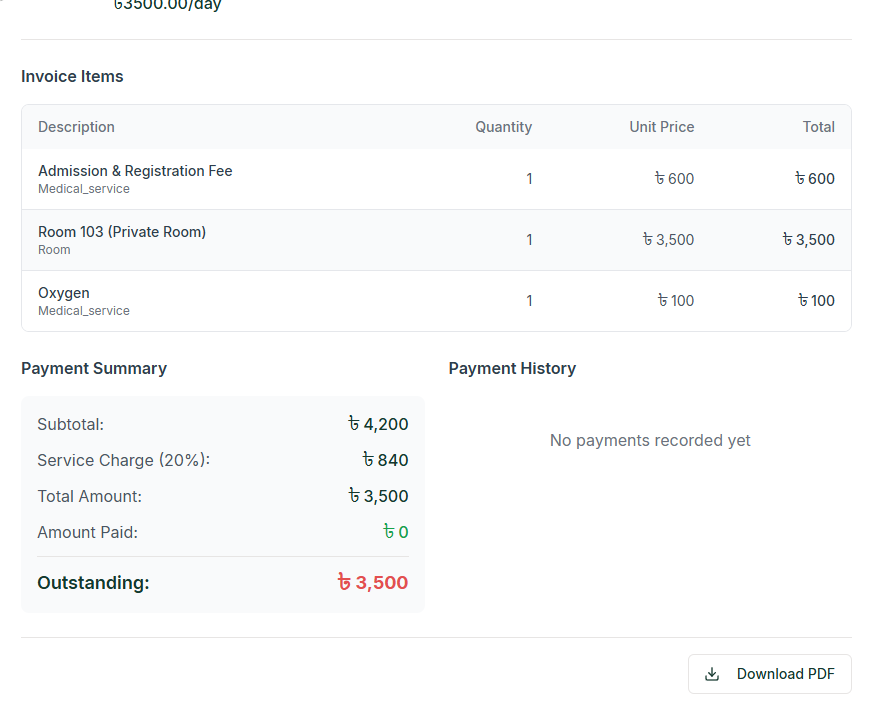 ৳3500.00/day
Invoice Items
Description Quantity Unit Price Total
Admission & Registration Fee 1 ৳ 600 ৳ 600
Medical_service
Room 103 (Private Room) 1 ৳ 3,500 ৳ 3,500
Room
Oxygen 1 ৳ 100 ৳ 100
Medical_service
Payment Summary
Subtotal: ৳ 4,200
Service Charge (20%): ৳ 840
Total Amount: ৳ 3,500
Amount Paid: ৳ 0
Outstanding: ৳ 3,500
Payment History
No payments recorded yet
Download PDF